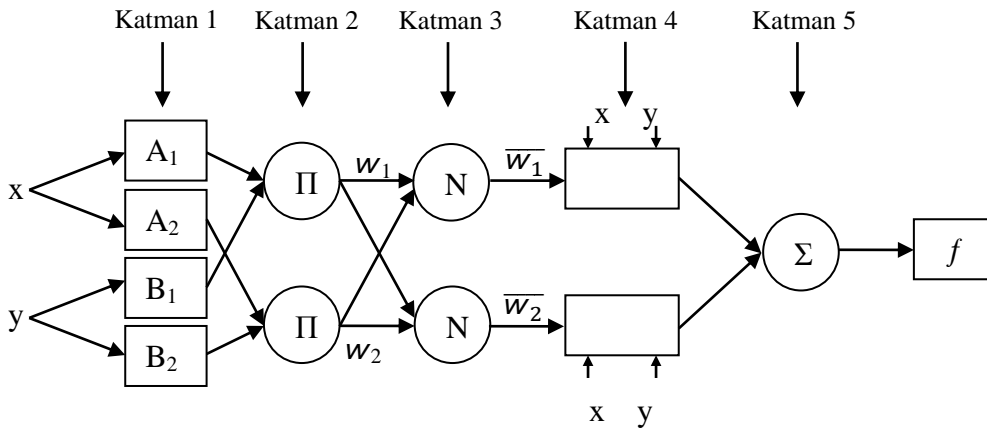 Katman 1 Katman 2 Katman 3 Katman 4 Katman 5
x y
A₁ Π w₁ N w̅₁
x
A₂
Σ f
B₁
y
B₂ Π w₂ N w̅₂
x y